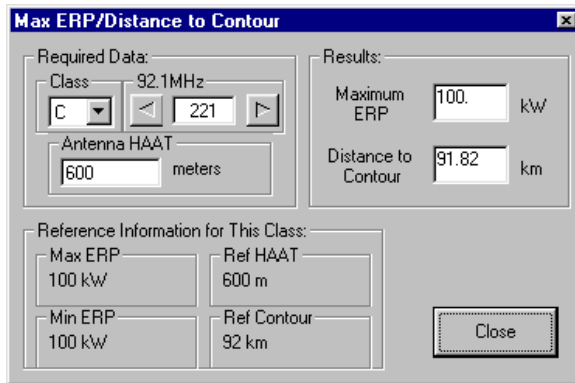 Max ERP/Distance to Contour
Required Data:
Class
C
92.1MHz
221
Antenna HAAT
600 meters
Results:
Maximum
ERP
100. kW
Distance to
Contour
91.82 km
Reference Information for This Class:
Max ERP
100 kW
Ref HAAT
600 m
Min ERP
100 kW
Ref Contour
92 km
Close